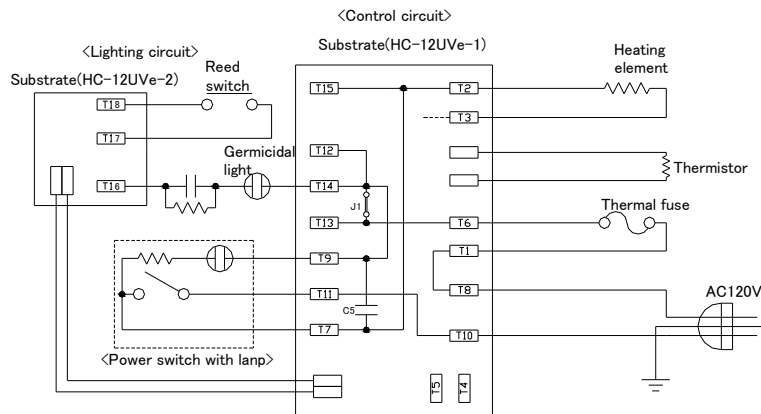 <Control circuit>
Substrate(HC-12UVe-1)
<Lighting circuit>
Substrate(HC-12UVe-2)
Reed
switch
Heating
element
T18
T17
T16
Germicidal
light
T15
T12
T14
J1
T13
T9
T11
C5
T7
T2
T3
Thermistor
T6
Thermal fuse
T1
T8
T10
AC120V
<Power switch with lanp>
T5
T4